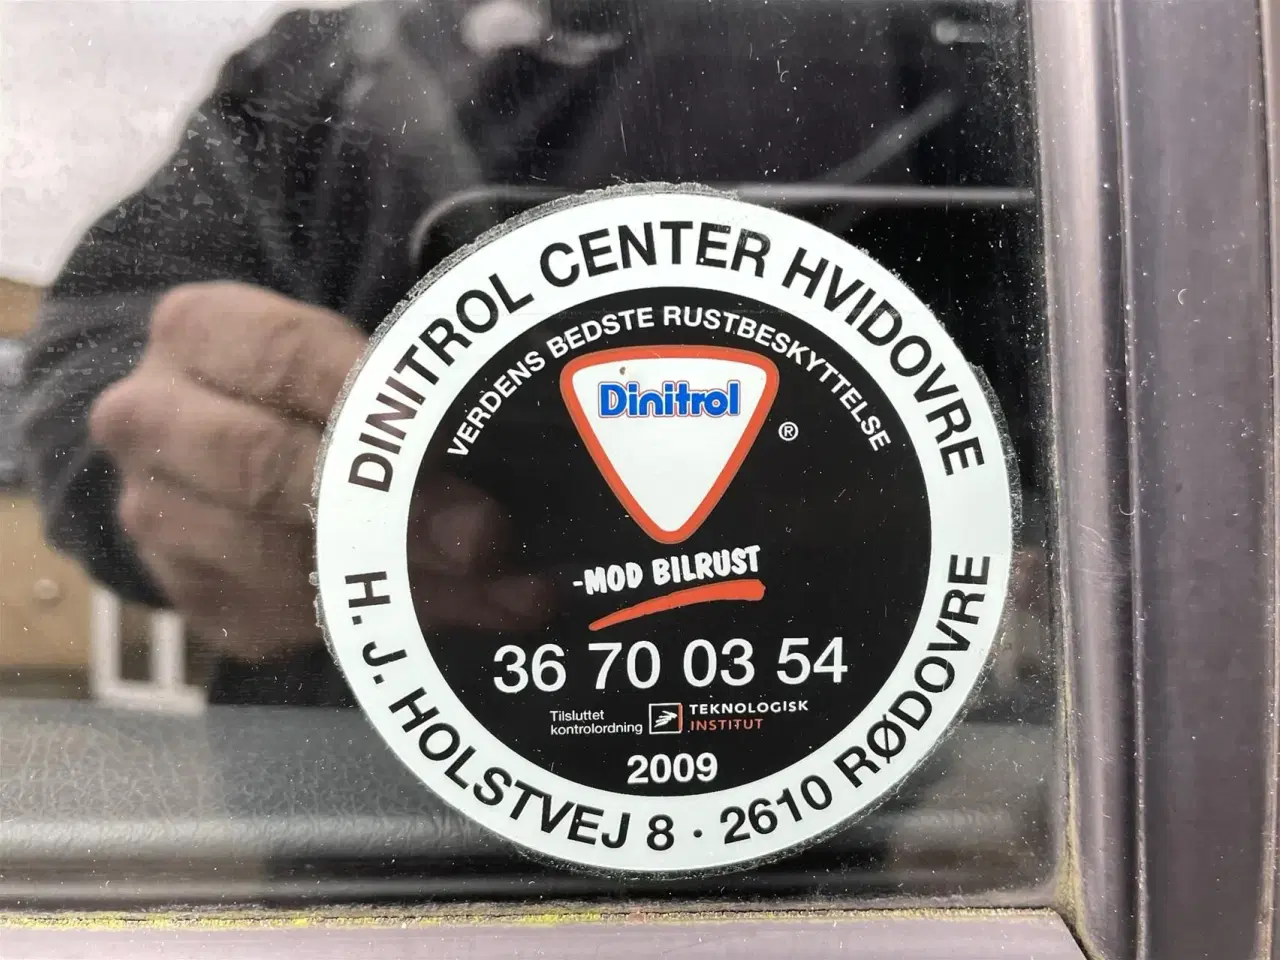 DINITROL CENTER HVIDOVRE
VERDENS BEDSTE RUSTBESKYTTELSE
Dinitrol
®
-MOD BILRUST
36 70 03 54
Tilsluttet
kontrolordning
TEKNOLOGISK
INSTITUT
2009
H. J. HOLSTVEJ 8 · 2610 RØDOVRE